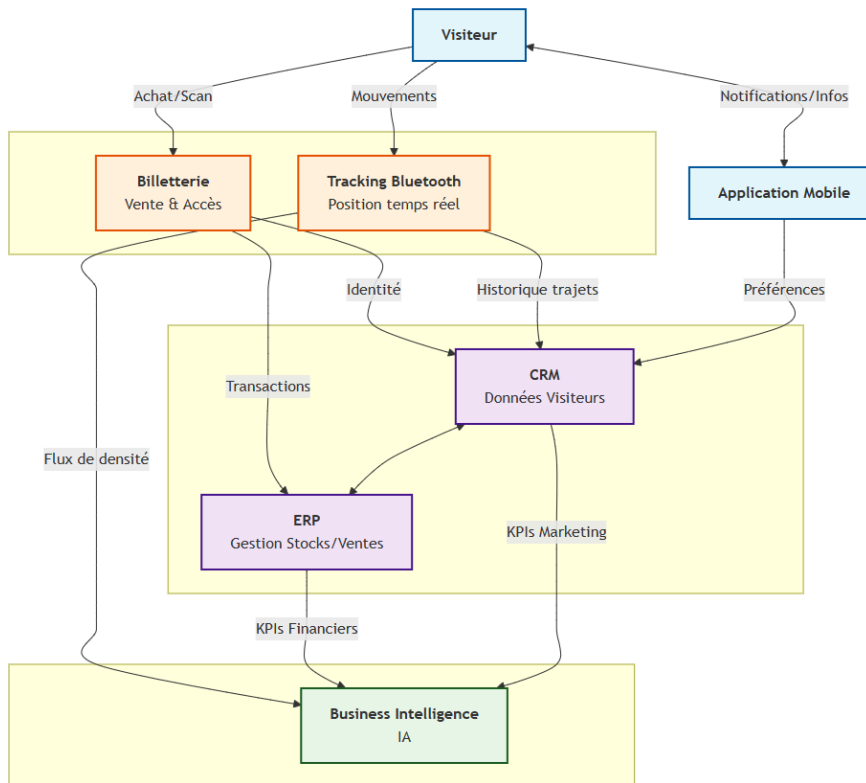 Visiteur
Achat/Scan
Mouvements
Notifications/Infos
Billetterie
Vente & Accès
Tracking Bluetooth
Position temps réel
Application Mobile
Identité
Historique trajets
Préférences
CRM
Données Visiteurs
Transactions
Flux de densité
ERP
Gestion Stocks/Ventes
KPIs Marketing
KPIs Financiers
Business Intelligence
IA